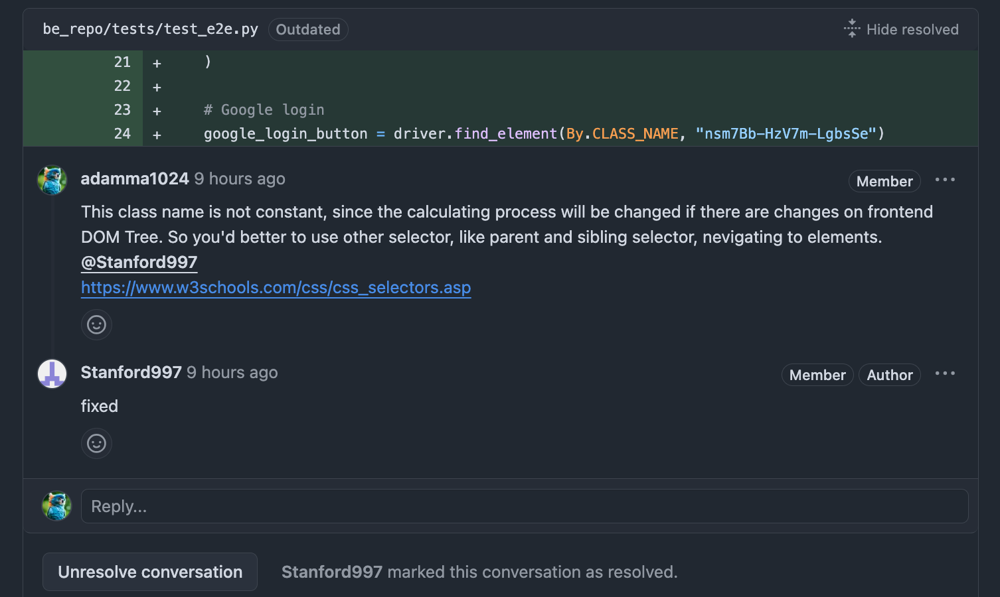 be_repo/tests/test_e2e.py Outdated Hide resolved
21 + )
22 +
23 + # Google login
24 + google_login_button = driver.find_element(By.CLASS_NAME, "nsm7Bb-HzV7m-LgbsSe")
adamma1024 9 hours ago Member ...
This class name is not constant, since the calculating process will be changed if there are changes on frontend
DOM Tree. So you'd better to use other selector, like parent and sibling selector, nevigating to elements.
@Stanford997
https://www.w3schools.com/css/css_selectors.asp
Stanford997 9 hours ago Member Author ...
fixed
Reply...
Unresolve conversation Stanford997 marked this conversation as resolved.